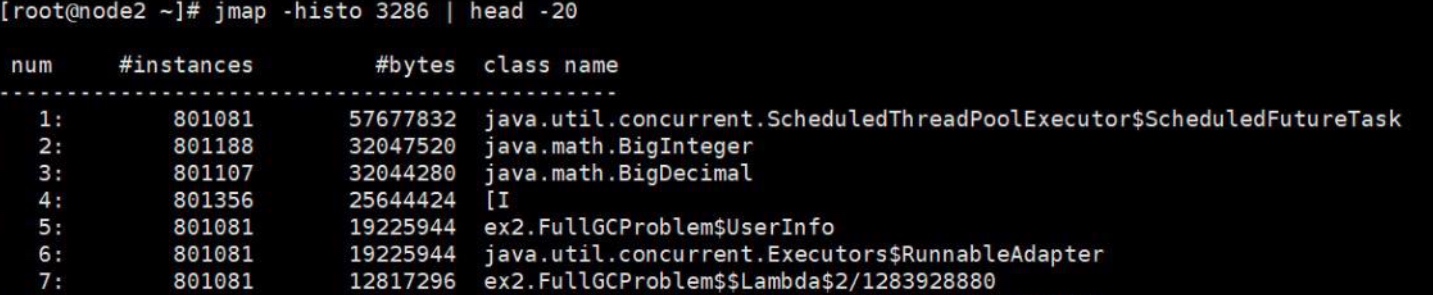 [root@node2 ~]# jmap -histo 3286 | head -20
num #instances #bytes class name
----------------------------------------------
1: 801081 57677832 java.util.concurrent.ScheduledThreadPoolExecutor$ScheduledFutureTask
2: 801188 32047520 java.math.BigInteger
3: 801107 32044280 java.math.BigDecimal
4: 801356 25644424 [I
5: 801081 19225944 ex2.FullGCProblem$UserInfo
6: 801081 19225944 java.util.concurrent.Executors$RunnableAdapter
7: 801081 12817296 ex2.FullGCProblem$$Lambda$2/1283928880